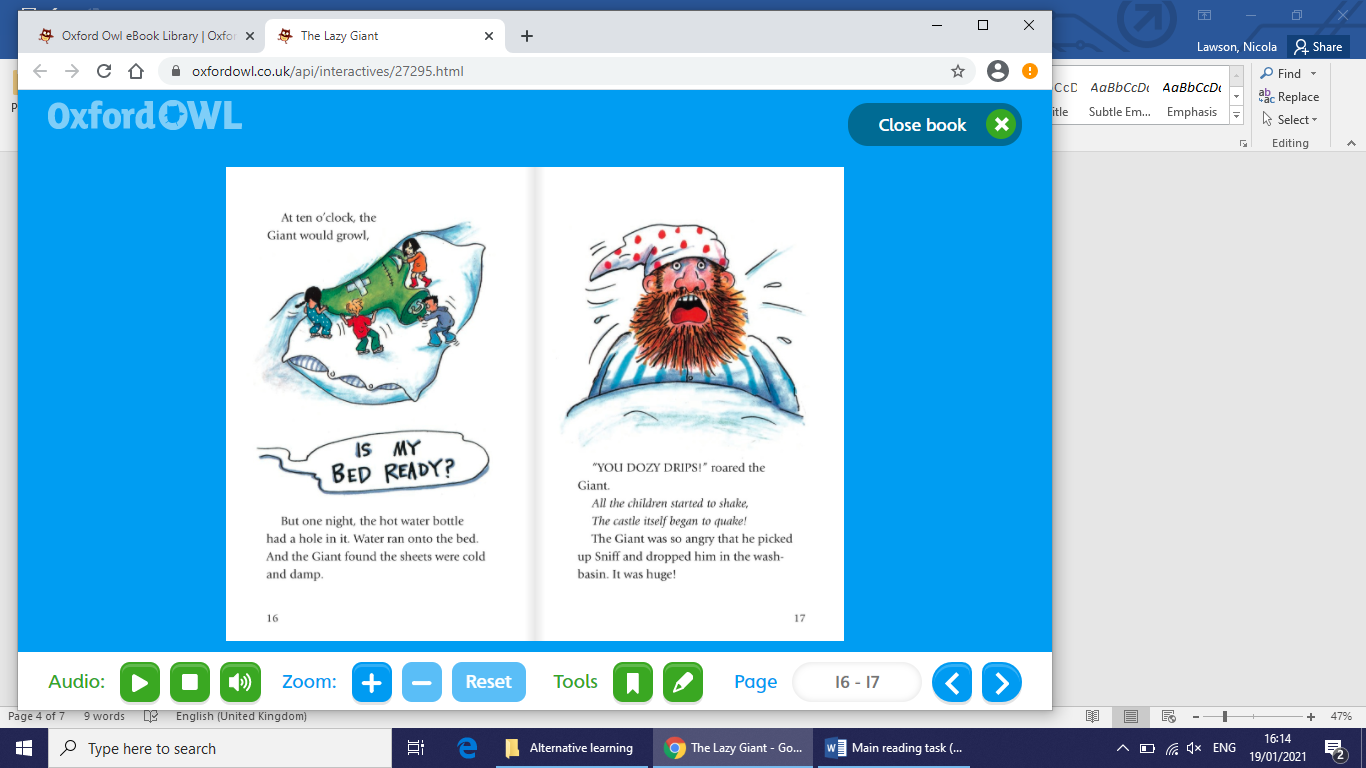 Oxford Owl eBook Library | Oxfo
The Lazy Giant
Lawson, Nicola
Share
oxfordowl.co.uk/api/interactives/27295.html
Find
Replace
Select
Editing
AaBbCcDc
AaBbCcDc
Subtle Em...
Emphasis
Oxford OWL
Close book
At ten o'clock, the
Giant would growl,
IS MY
BED READY?
But one night, the hot water bottle
had a hole in it. Water ran onto the bed.
And the Giant found the sheets were cold
and damp.
16
"YOU DOZY DRIPS!" roared the
Giant.
All the children started to shake,
The castle itself began to quake!
The Giant was so angry that he picked
up Sniff and dropped him in the wash-
basin. It was huge!
17
Audio:
Zoom:
Reset
Tools
Page
16 - 17
Page 4 of 7
9 words
English (United Kingdom)
47%
Type here to search
Alternative learning
The Lazy Giant - Go...
Main reading task (...
ENG
16:14
19/01/2021
2